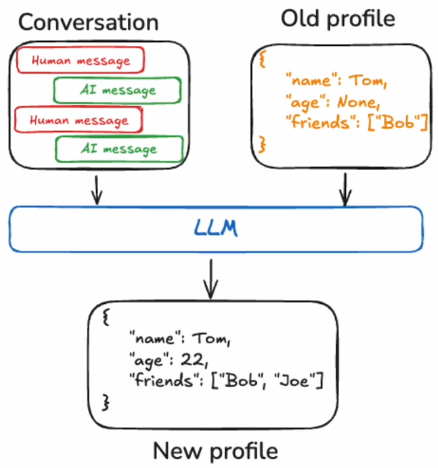 Conversation
Human message
AI message
Human message
AI message
Old profile
{
"name": Tom,
"age": None,
"friends": ["Bob"]
}
LLM
{
"name": Tom,
"age": 22,
"friends": ["Bob", "Joe"]
}
New profile